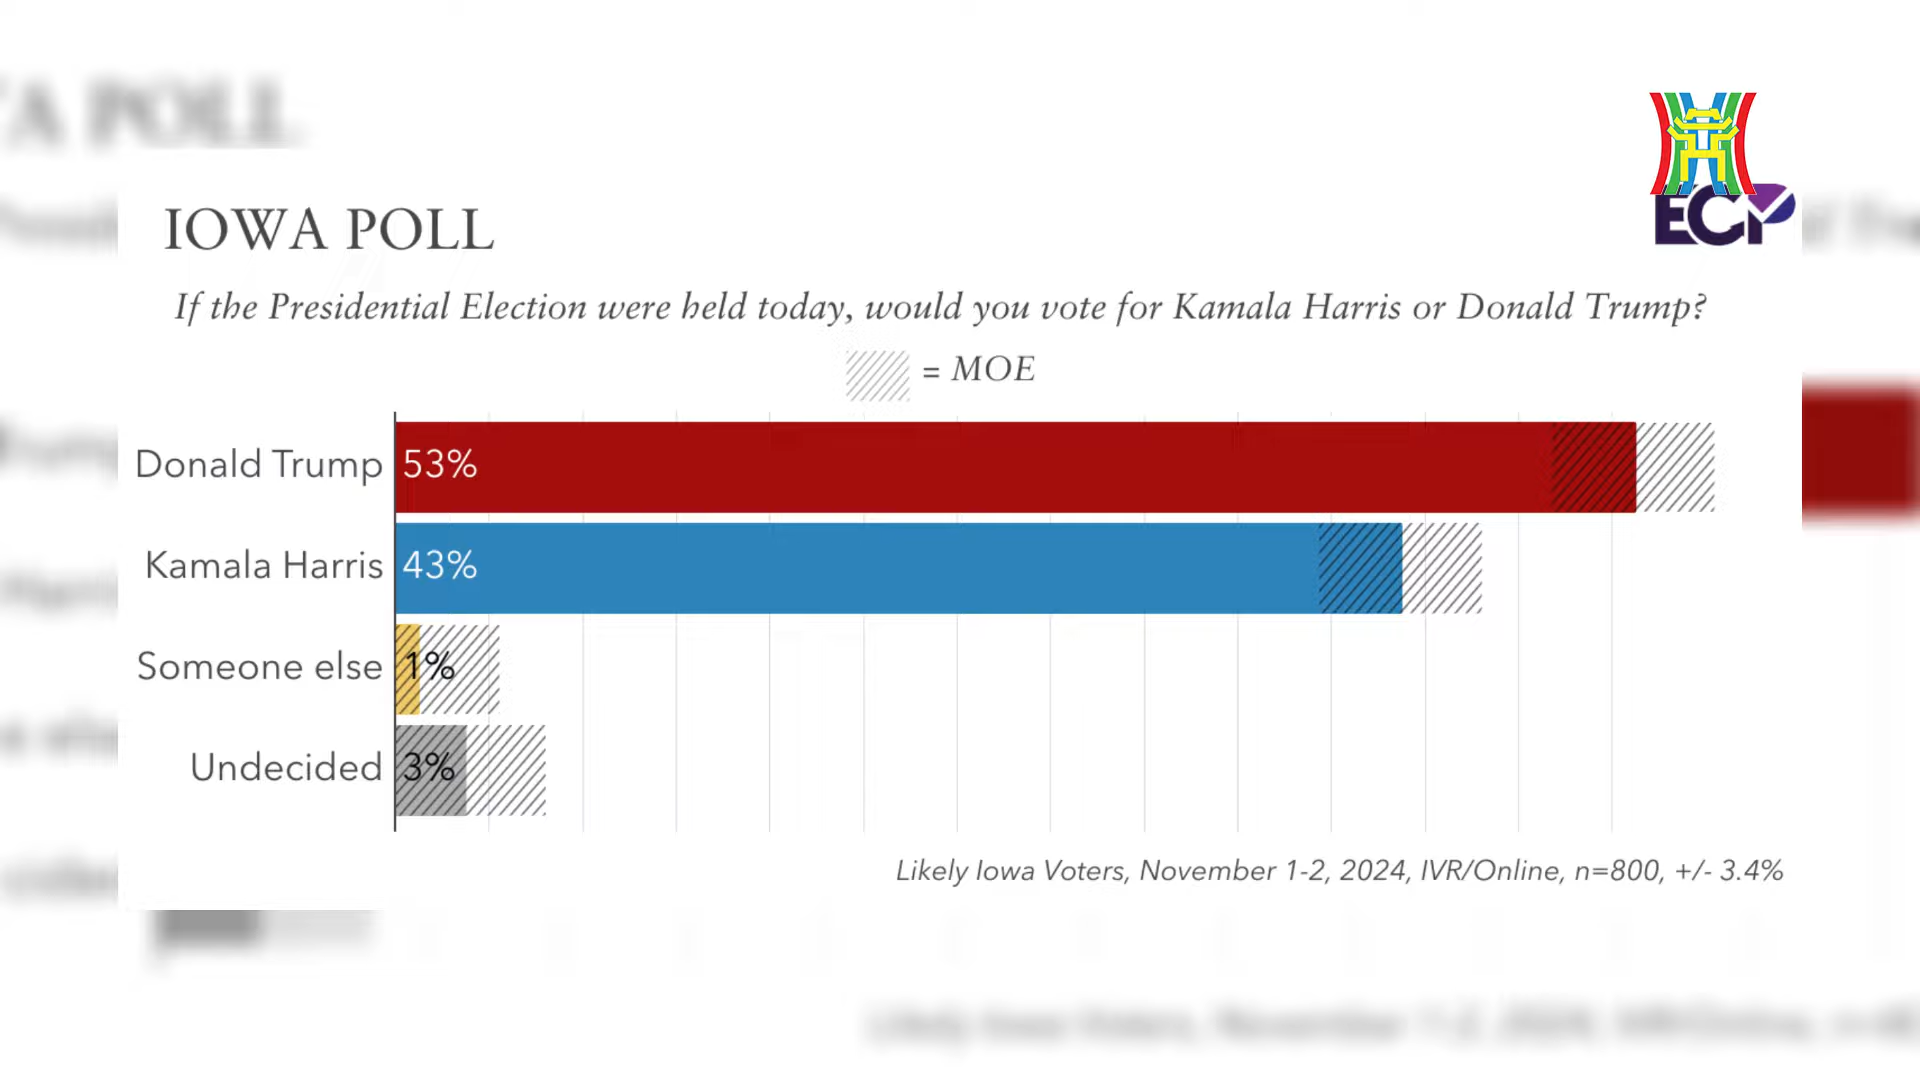 IOWA POLL
ECP
If the Presidential Election were held today, would you vote for Kamala Harris or Donald Trump?
= MOE
Donald Trump 53%
Kamala Harris 43%
Someone else 1%
Undecided 3%
Likely Iowa Voters, November 1-2, 2024, IVR/Online, n=800, +/- 3.4%